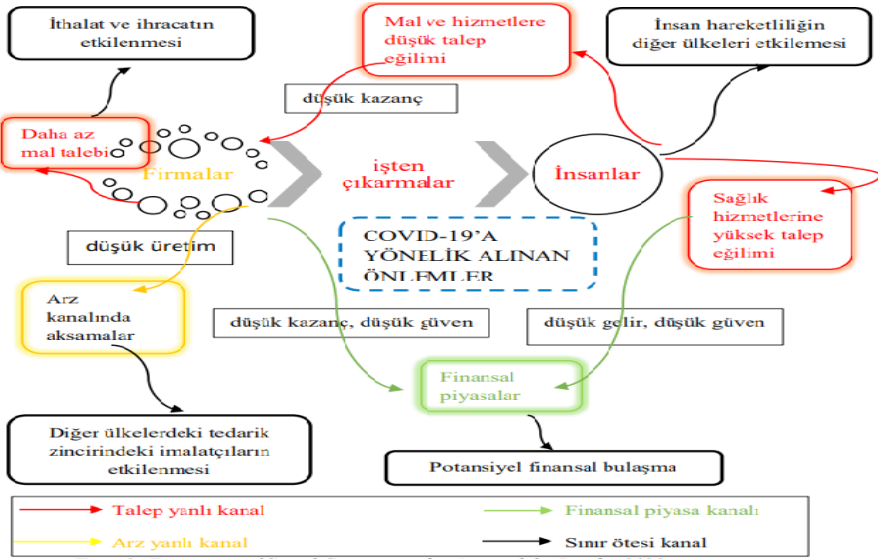 İthalat ve ihracatın
etkilenmesi
Mal ve hizmetlere
düşük talep
eğilimi
İnsan hareketliliğin
diğer ülkeleri etkilemesi
düşük kazanç
Daha az
mal talebi
Firmalar
işten
çıkarmalar
İnsanlar
Sağlık
hizmetlerine
yüksek talep
eğilimi
düşük üretim
COVID-19'A
YÖNELİK ALINAN
ÖNLEMLER
Arz
kanalında
aksamalar
düşük kazanç, düşük güven
düşük gelir, düşük güven
Finansal
piyasalar
Diğer ülkelerdeki tedarik
zincirindeki imalatçıların
etkilenmesi
Potansiyel finansal bulaşma
Talep yanlı kanal
Finansal piyasa kanalı
Arz yanlı kanal
Sınır ötesi kanal